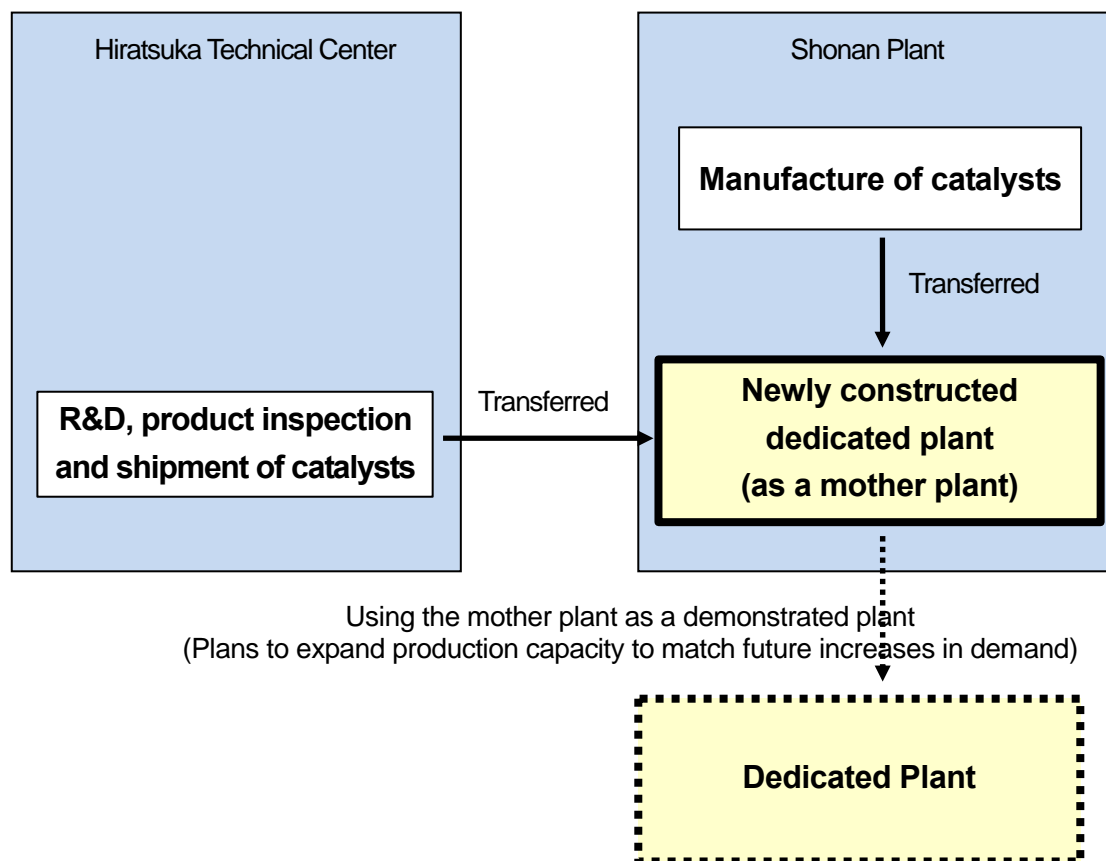 Hiratsuka Technical Center
Shonan Plant
Manufacture of catalysts
Transferred
R&D, product inspection
and shipment of catalysts
Transferred
Newly constructed
dedicated plant
(as a mother plant)
Using the mother plant as a demonstrated plant
(Plans to expand production capacity to match future increases in demand)
Dedicated Plant